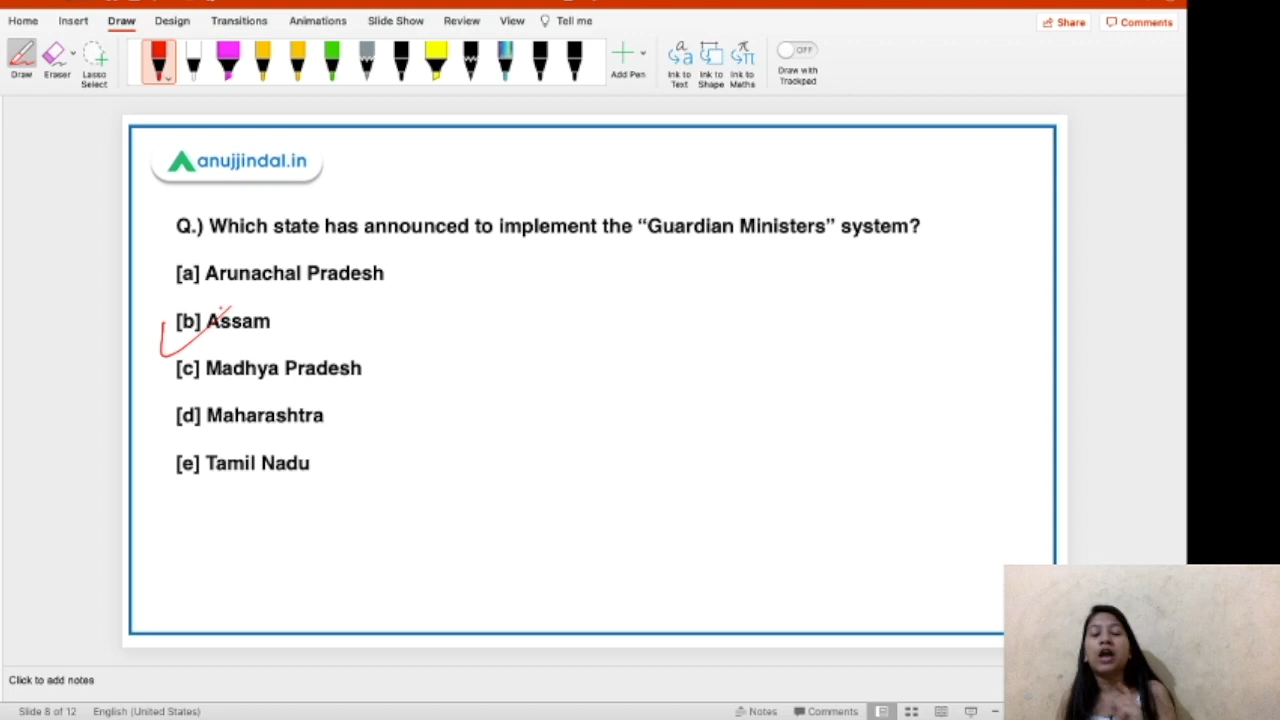 Home Insert Draw Design Transitions Animations Slide Show Review View Tell me Share Comments
Draw Eraser Lasso Select Add Pen Ink to Text Ink to Shape Ink to Maths OFF Draw with Trackpad
anujjindal.in
Q.) Which state has announced to implement the “Guardian Ministers” system?
[a] Arunachal Pradesh
[b] Assam
[c] Madhya Pradesh
[d] Maharashtra
[e] Tamil Nadu
Click to add notes
Slide 8 of 12 English (United States) Notes Comments